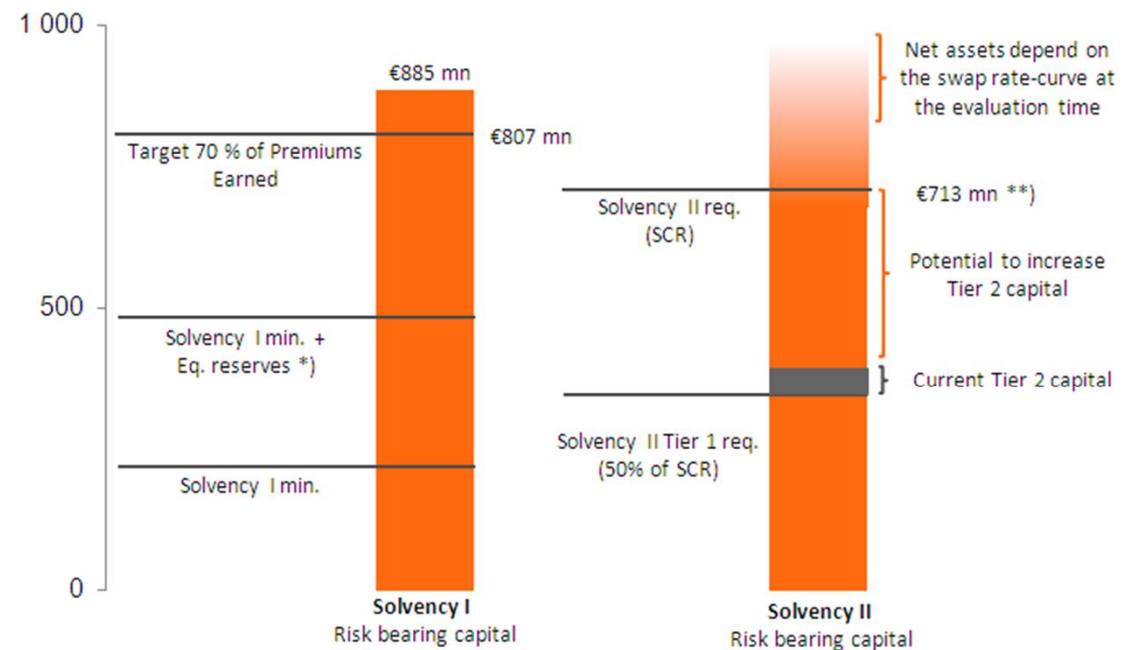 1 000
€885 mn
€807 mn
Target 70 % of Premiums
Earned
500
Solvency I min. +
Eq. reserves *)
Solvency I min.
0
Solvency I
Risk bearing capital
Net assets depend on
the swap rate-curve at
the evaluation time
€713 mn **)
Solvency II req.
(SCR)
Potential to increase
Tier 2 capital
Current Tier 2 capital
Solvency II Tier 1 req.
(50% of SCR)
Solvency II
Risk bearing capital